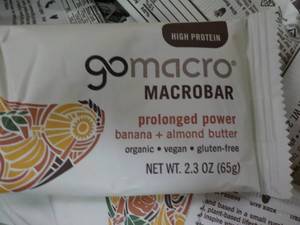 HIGH PROTEIN
gomacro®
MACROBAR
prolonged power
banana + almond butter
organic • vegan • gluten-free
NET WT. 2.3 OZ (65g)